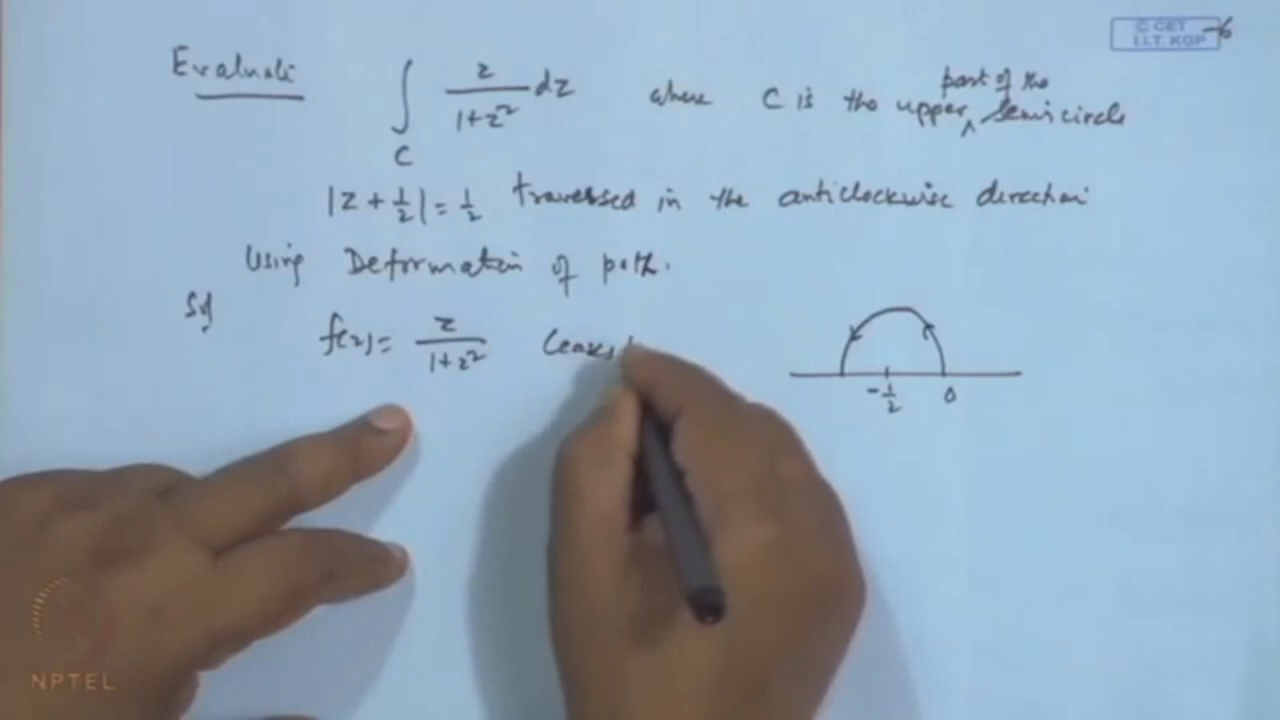 © CET
I.I.T. KGP
-6
Evaluate ∫_C z/(1+z²) dz where C is the upper part of the semicircle
|z + 1/2| = 1/2 traversed in the anticlockwise direction
Using Deformation of path.
Sol
f(z) = z/(1+z²)
-1/2 0
NPTEL